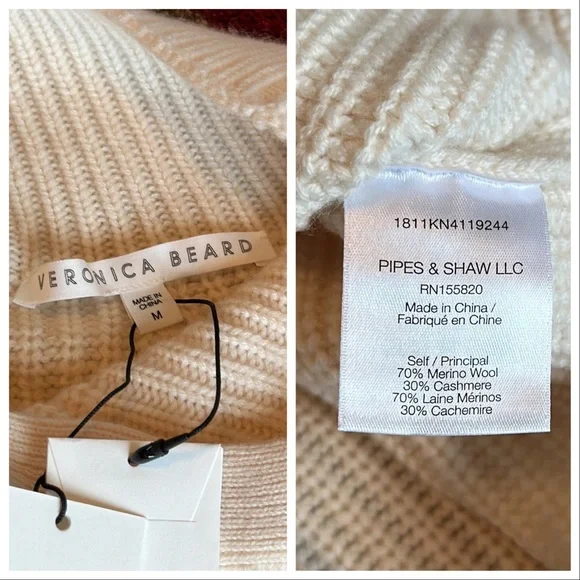 VERONICA BEARD
MADE IN
CHINA
M
1811KN4119244
PIPES & SHAW LLC
RN155820
Made in China /
Fabriqué en Chine
Self / Principal
70% Merino Wool
30% Cashmere
70% Laine Mérinos
30% Cachemire